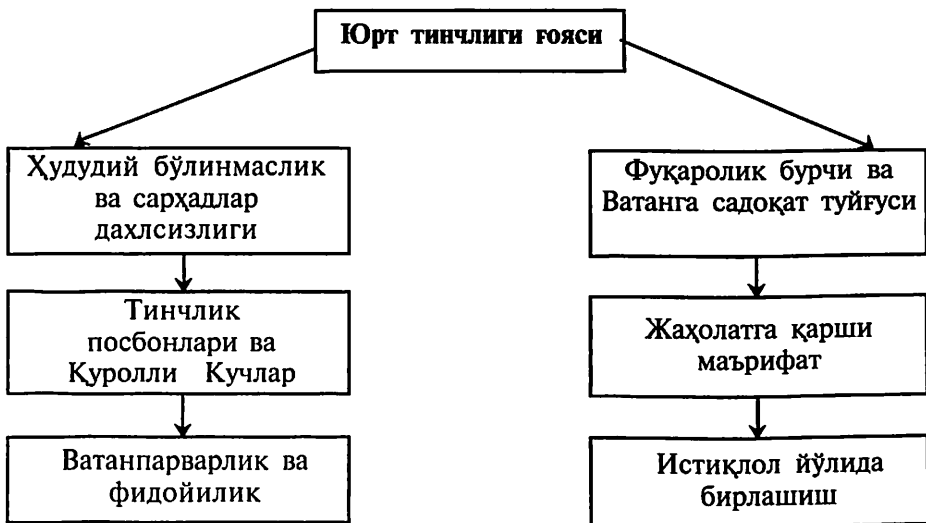 Юрт тинчлиги ғояси
Ҳудудий бўлинмаслик
ва сарҳадлар
дахлсизлиги
Тинчлик
посбонлари ва
Қуролли Кучлар
Ватанпарварлик ва
фидойилик
Фуқаролик бурчи ва
Ватанга садоқат туйғуси
Жаҳолатга қарши
маърифат
Истиқлол йўлида
бирлашиш